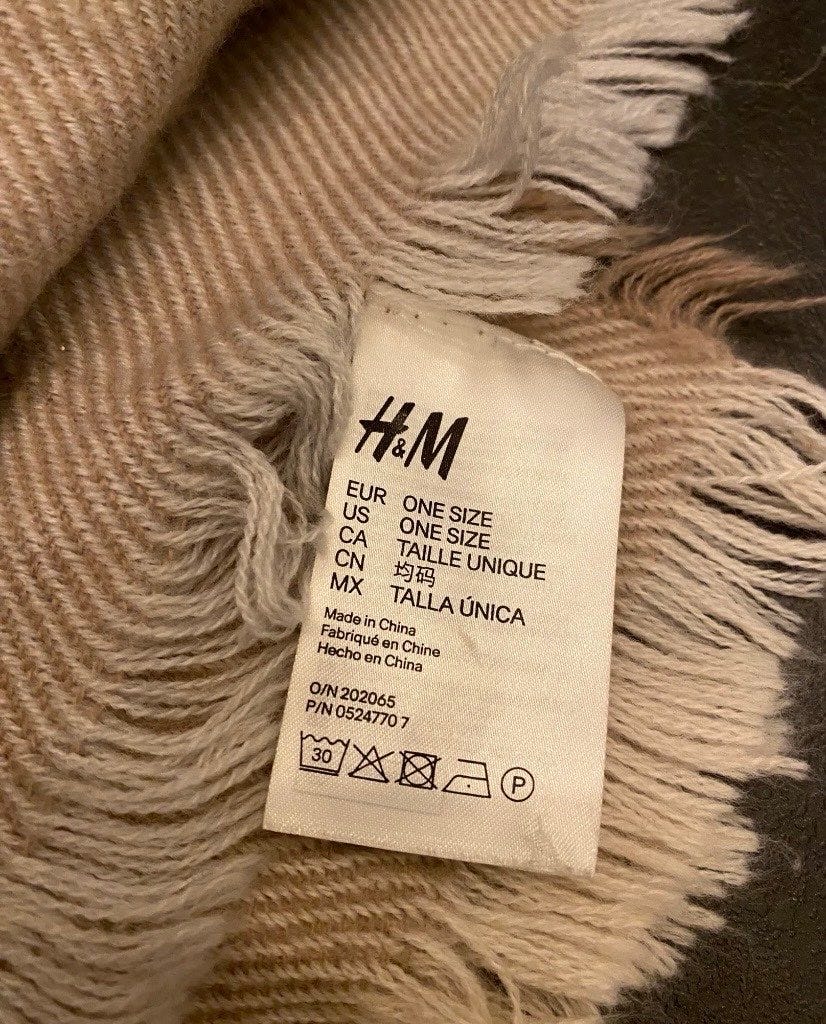 H&M
EUR ONE SIZE
US ONE SIZE
CA TAILLE UNIQUE
CN 均码
MX TALLA ÚNICA
Made in China
Fabriqué en Chine
Hecho en China
O/N 202065
P/N 0524770 7
30 P